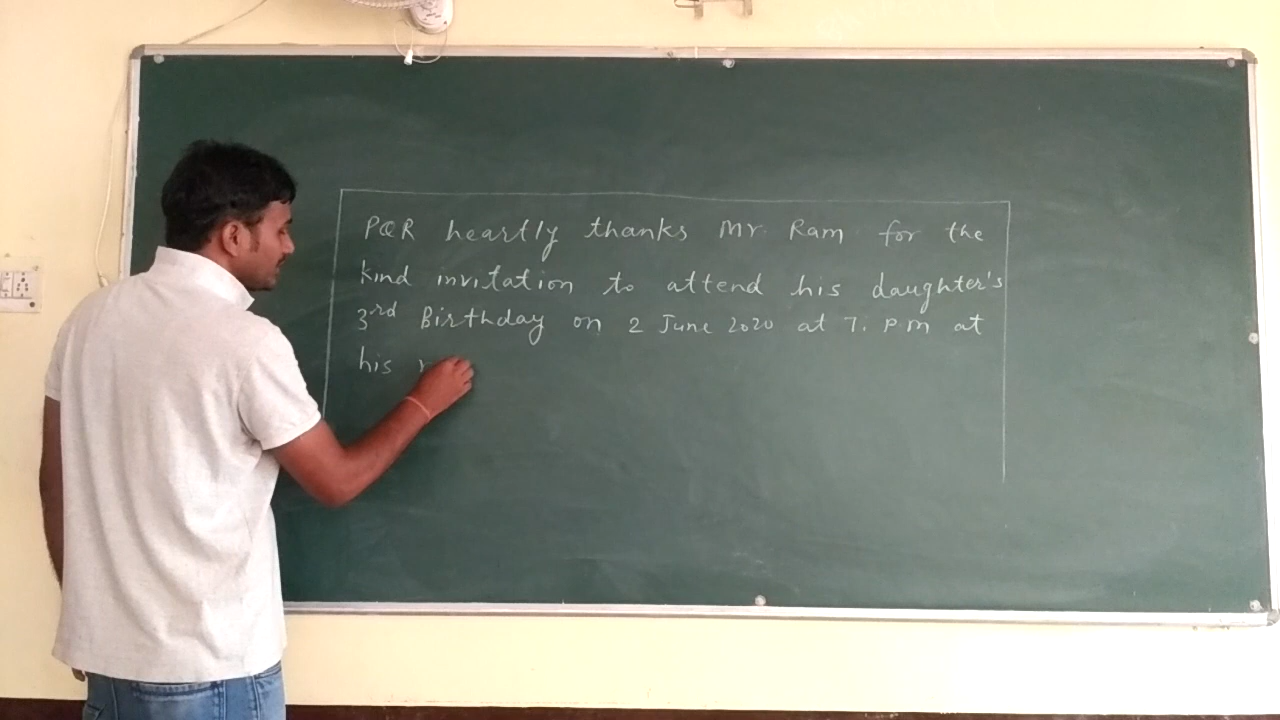 PQR heartly thanks Mr. Ram for the
kind invitation to attend his daughter's
3rd Birthday on 2 June 2020 at 7. p.m at
his